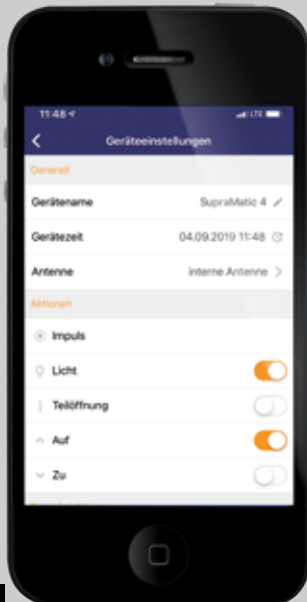 11:48
LTE
Geräteeinstellungen
Generell
Gerätename SupraMatic 4
Gerätezeit 04.09.2019 11:48
Antenne interne Antenne
Aktionen
Impuls
Licht
Teilöffnung
Auf
Zu